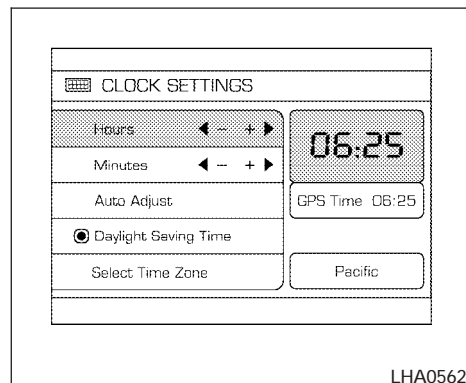 CLOCK SETTINGS
Hours ◀ − + ▶
Minutes ◀ − + ▶
Auto Adjust
Daylight Saving Time
Select Time Zone
06:25
GPS Time 06:25
Pacific
LHA0562